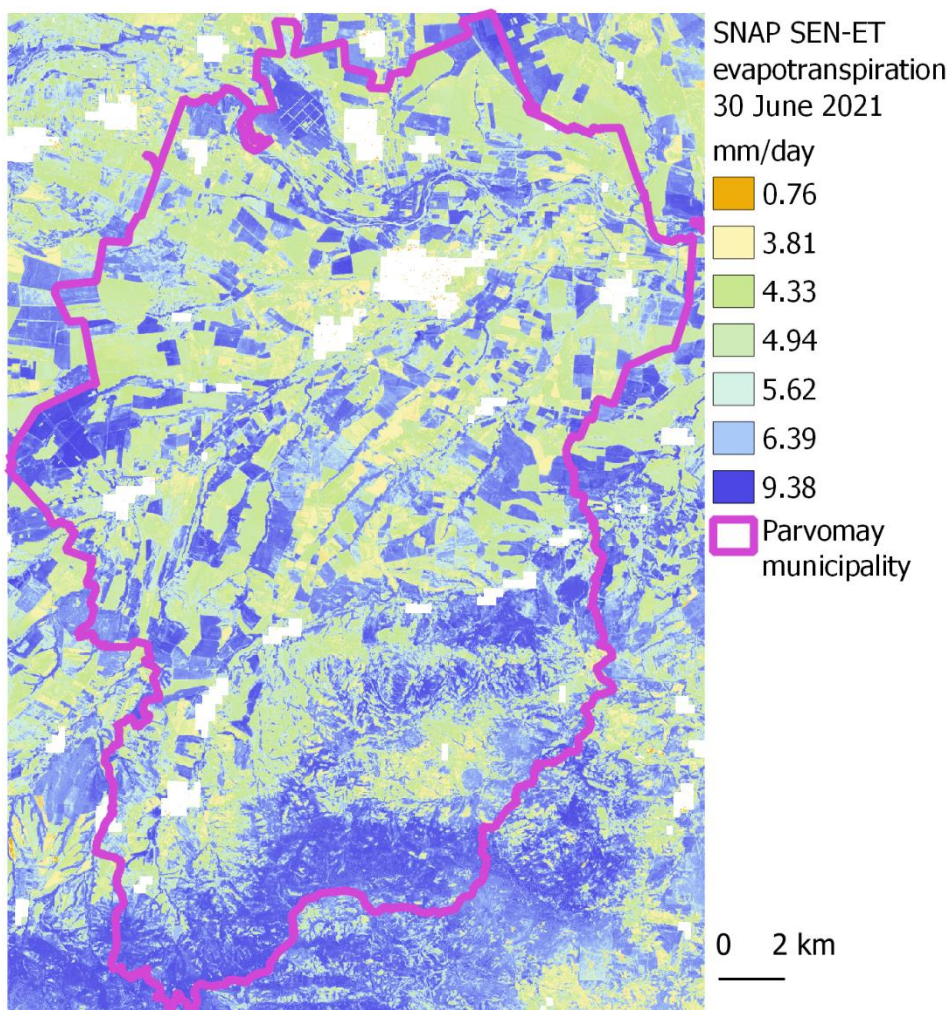 SNAP SEN-ET
evapotranspiration
30 June 2021
mm/day
0.76
3.81
4.33
4.94
5.62
6.39
9.38
Parvomay
municipality
0 2 km